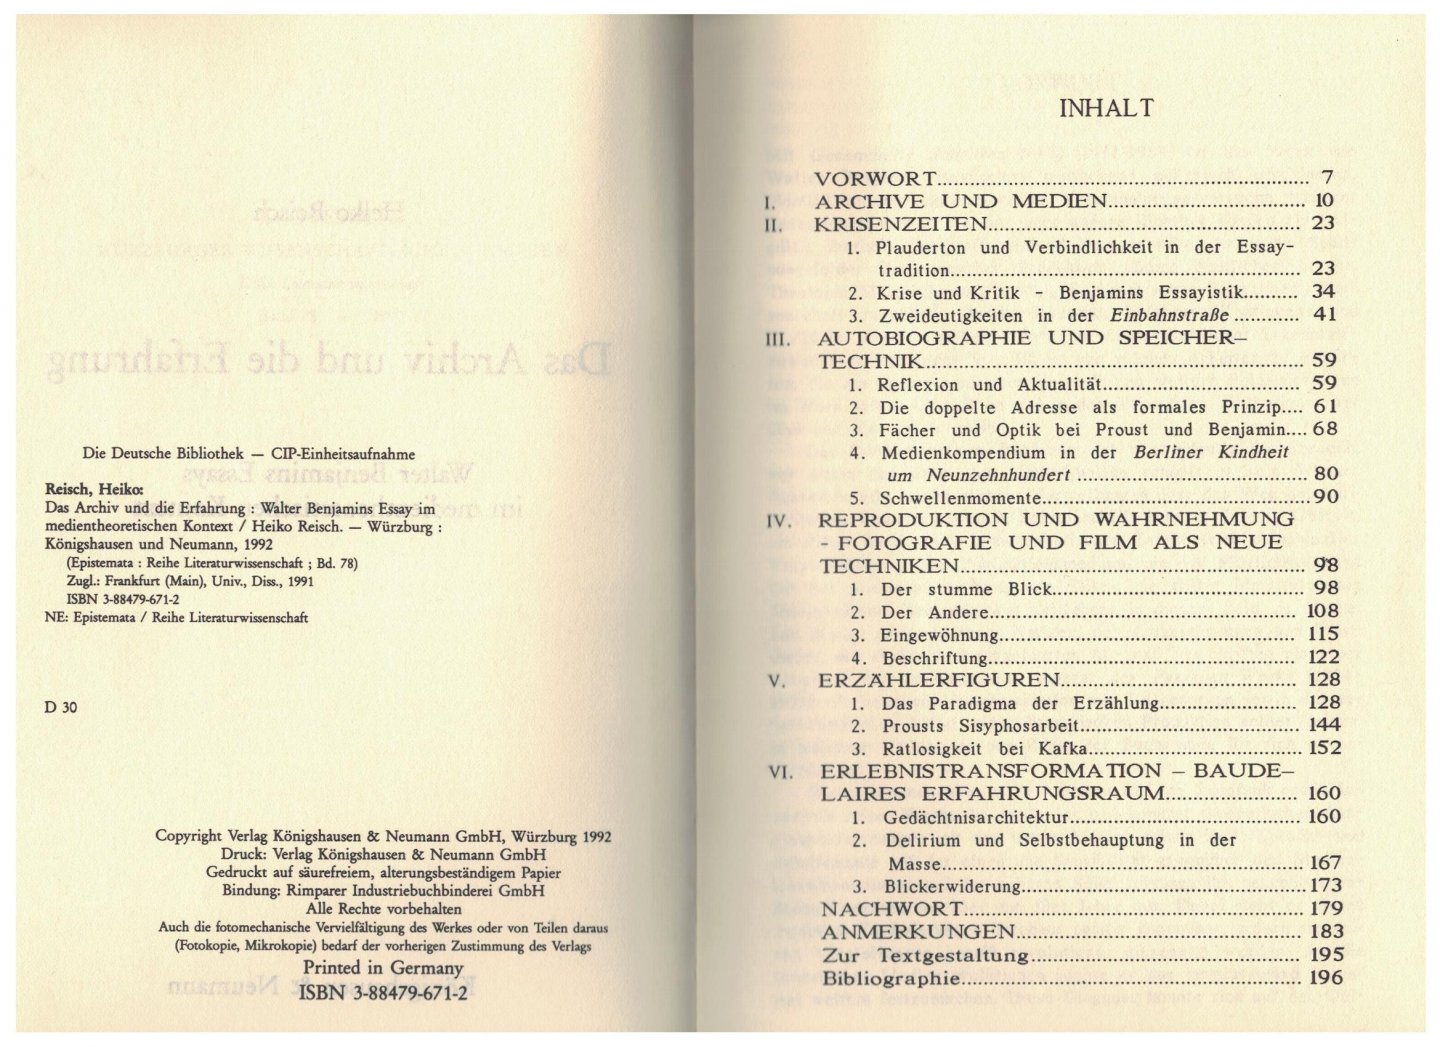 Die Deutsche Bibliothek — CIP-Einheitsaufnahme
Reisch, Heiko:
Das Archiv und die Erfahrung : Walter Benjamins Essay im
medientheoretischen Kontext / Heiko Reisch. — Würzburg :
Königshausen und Neumann, 1992
(Epistemata : Reihe Literaturwissenschaft ; Bd. 78)
Zugl.: Frankfurt (Main), Univ., Diss., 1991
ISBN 3-88479-671-2
NE: Epistemata / Reihe Literaturwissenschaft
D 30
Copyright Verlag Königshausen & Neumann GmbH, Würzburg 1992
Druck: Verlag Königshausen & Neumann GmbH
Gedruckt auf säurefreiem, alterungsbeständigem Papier
Bindung: Rimparer Industriebuchbinderei GmbH
Alle Rechte vorbehalten
Auch die fotomechanische Vervielfältigung des Werkes oder von Teilen daraus
(Fotokopie, Mikrokopie) bedarf der vorherigen Zustimmung des Verlags
Printed in Germany
ISBN 3-88479-671-2
INHALT
VORWORT........ 7
I. ARCHIVE UND MEDIEN........ 10
II. KRISENZEITEN........ 23
1. Plauderton und Verbindlichkeit in der Essay-
tradition........ 23
2. Krise und Kritik - Benjamins Essayistik........ 34
3. Zweideutigkeiten in der Einbahnstraße ........ 41
III. AUTOBIOGRAPHIE UND SPEICHER-
TECHNIK........ 59
1. Reflexion und Aktualität........ 59
2. Die doppelte Adresse als formales Prinzip.... 61
3. Fächer und Optik bei Proust und Benjamin.... 68
4. Medienkompendium in der Berliner Kindheit
um Neunzehnhundert ........ 80
5. Schwellenmomente........ 90
IV. REPRODUKTION UND WAHRNEHMUNG
- FOTOGRAFIE UND FILM ALS NEUE
TECHNIKEN........ 98
1. Der stumme Blick........ 98
2. Der Andere........ 108
3. Eingewöhnung........ 115
4. Beschriftung........ 122
V. ERZÄHLERFIGUREN........ 128
1. Das Paradigma der Erzählung........ 128
2. Prousts Sisyphosarbeit........ 144
3. Ratlosigkeit bei Kafka........ 152
VI. ERLEBNISTRANSFORMATION - BAUDE-
LAIRES ERFAHRUNGSRAUM........ 160
1. Gedächtnisarchitektur........ 160
2. Delirium und Selbstbehauptung in der
Masse........ 167
3. Blickerwiderung........ 173
NACHWORT........ 179
ANMERKUNGEN........ 183
Zur Textgestaltung........ 195
Bibliographie........ 196